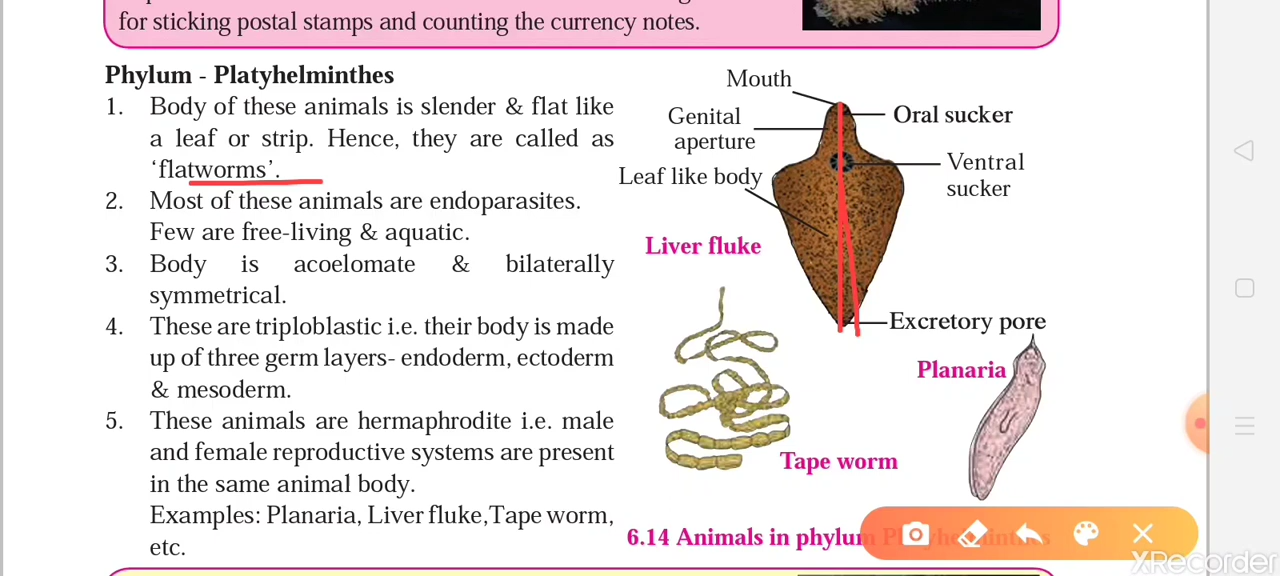 for sticking postal stamps and counting the currency notes.
Phylum - Platyhelminthes
1. Body of these animals is slender & flat like
a leaf or strip. Hence, they are called as
‘flatworms’.
2. Most of these animals are endoparasites.
Few are free-living & aquatic.
3. Body is acoelomate & bilaterally
symmetrical.
4. These are triploblastic i.e. their body is made
up of three germ layers- endoderm, ectoderm
& mesoderm.
5. These animals are hermaphrodite i.e. male
and female reproductive systems are present
in the same animal body.
Examples: Planaria, Liver fluke,Tape worm,
etc.
Mouth
Genital
aperture
Leaf like body
Oral sucker
Ventral
sucker
Liver fluke
Excretory pore
Planaria
Tape worm
6.14 Animals in phylum Platyhelminthes
XRecorder